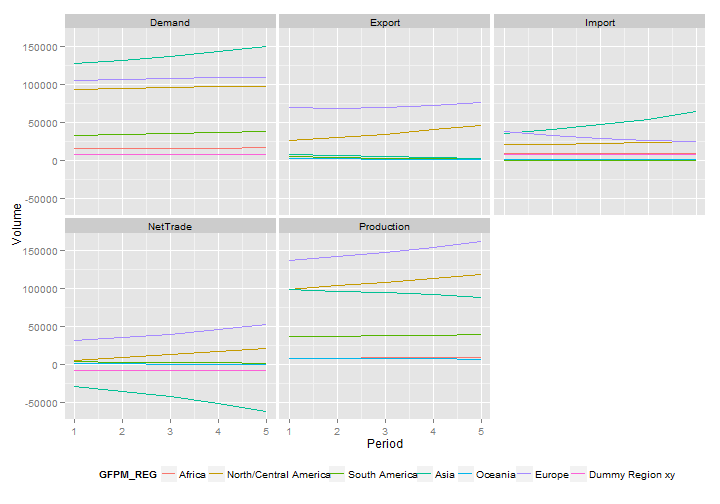 Demand Export Import
150000
100000
50000
0
-50000
Volume
NetTrade Production
150000
100000
50000
0
-50000
1 2 3 4 5 1 2 3 4 5
Period
GFPM_REG Africa North/Central America South America Asia Oceania Europe Dummy Region xy